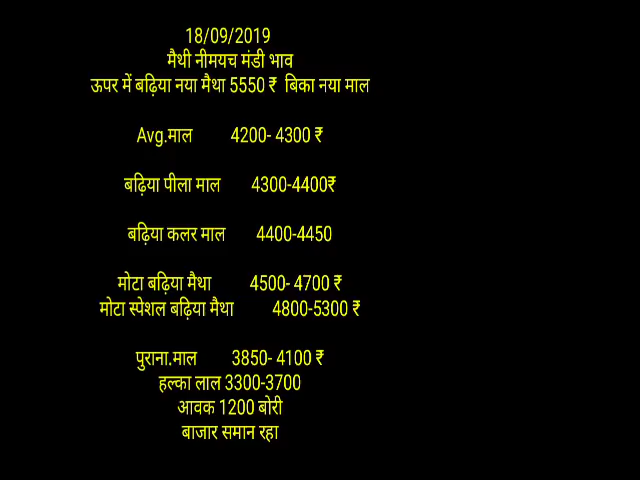 18/09/2019
मैथी नीमयच मंडी भाव
ऊपर में बढ़िया नया मैथा 5550 ₹ बिका नया माल
Avg.माल 4200- 4300 ₹
बढ़िया पीला माल 4300-4400₹
बढ़िया कलर माल 4400-4450
मोटा बढ़िया मैथा 4500- 4700 ₹
मोटा स्पेशल बढ़िया मैथा 4800-5300 ₹
पुराना.माल 3850- 4100 ₹
हल्का लाल 3300-3700
आवक 1200 बोरी
बाजार समान रहा